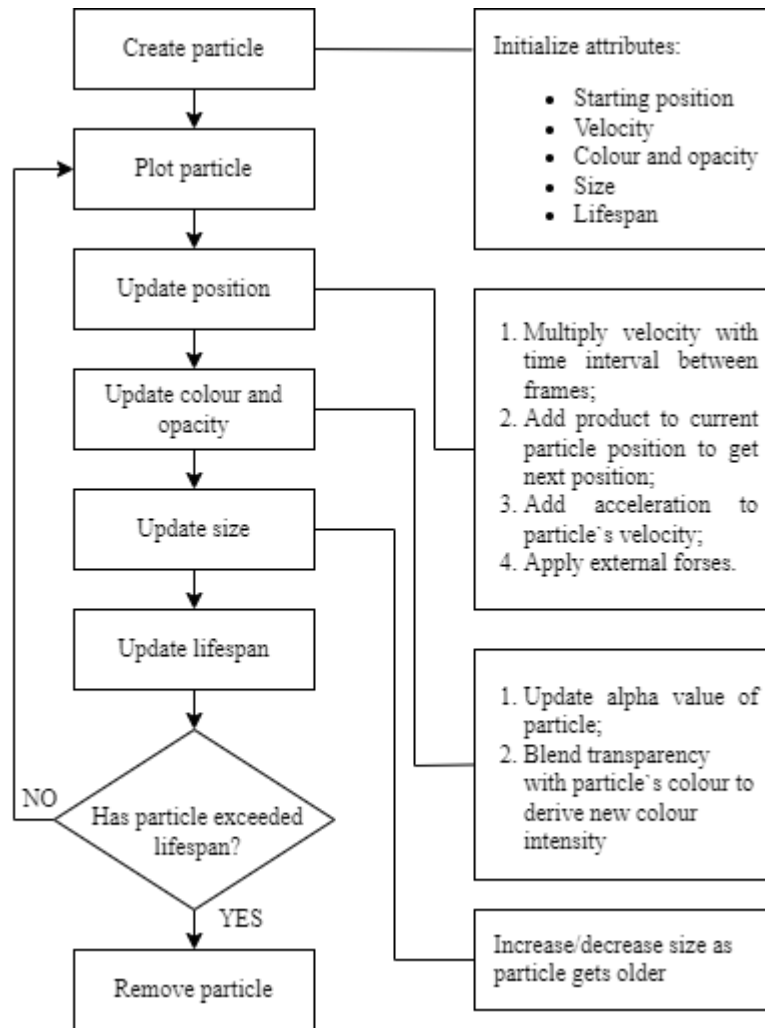 Create particle
Initialize attributes:
• Starting position
• Velocity
• Colour and opacity
• Size
• Lifespan
Plot particle
Update position
1. Multiply velocity with
time interval between
frames;
2. Add product to current
particle position to get
next position;
3. Add acceleration to
particle`s velocity;
4. Apply external forses.
Update colour and
opacity
1. Update alpha value of
particle;
2. Blend transparency
with particle`s colour to
derive new colour
intensity
Update size
Increase/decrease size as
particle gets older
Update lifespan
Has particle exceeded
lifespan?
NO
YES
Remove particle